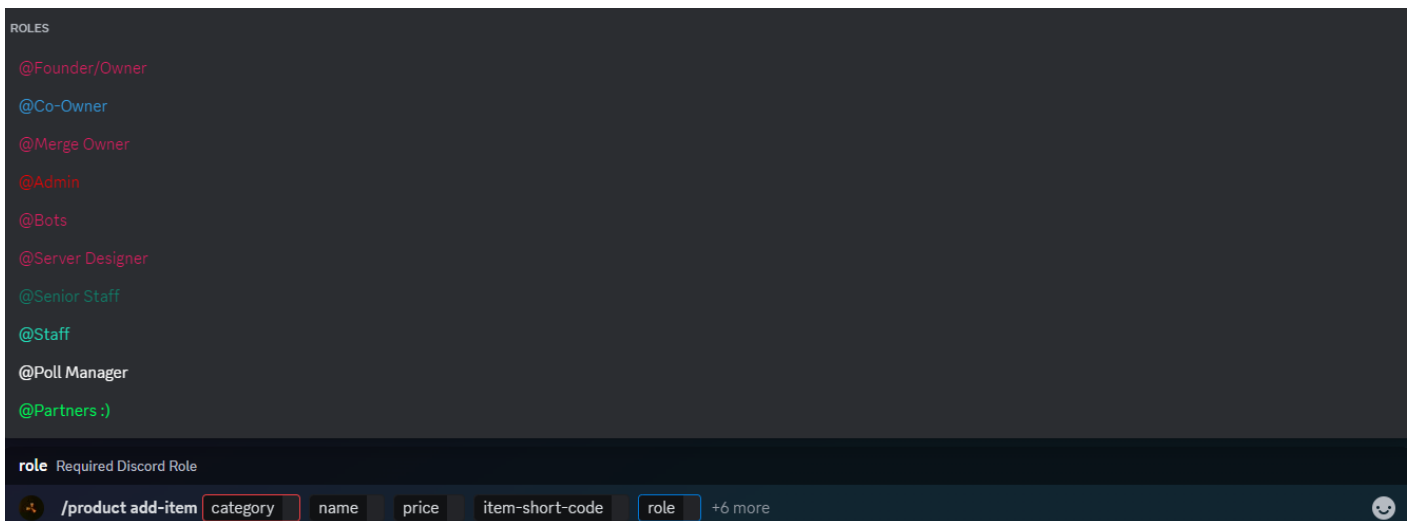 ROLES
@Founder/Owner
@Co-Owner
@Merge Owner
@Admin
@Bots
@Server Designer
@Senior Staff
@Staff
@Poll Manager
@Partners :)
role Required Discord Role
/product add-item category name price item-short-code role +6 more